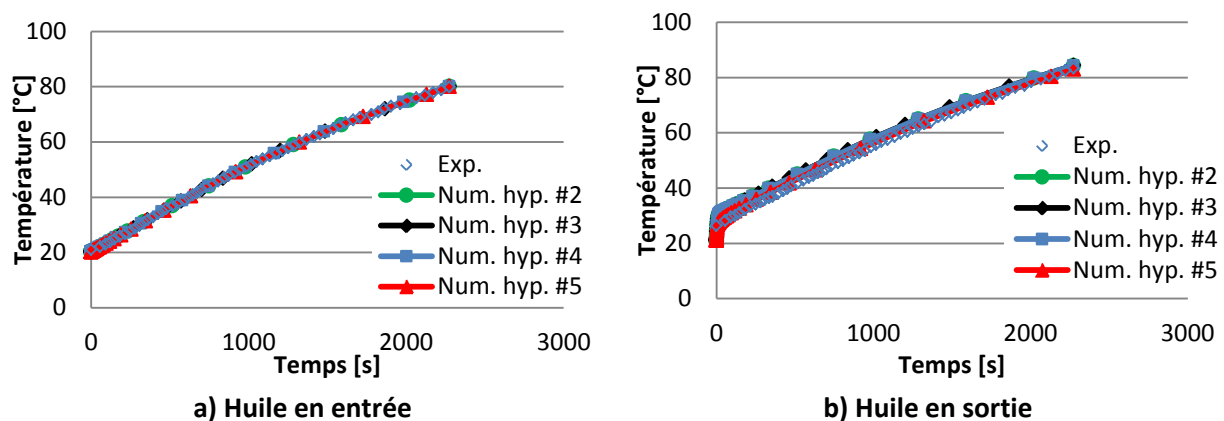 100
80
60
40
20
0
Température [°C]
0 1000 2000 3000
Temps [s]
Exp.
Num. hyp. #2
Num. hyp. #3
Num. hyp. #4
Num. hyp. #5
a) Huile en entrée
100
80
60
40
20
0
Température [°C]
0 1000 2000 3000
Temps [s]
Exp.
Num. hyp. #2
Num. hyp. #3
Num. hyp. #4
Num. hyp. #5
b) Huile en sortie